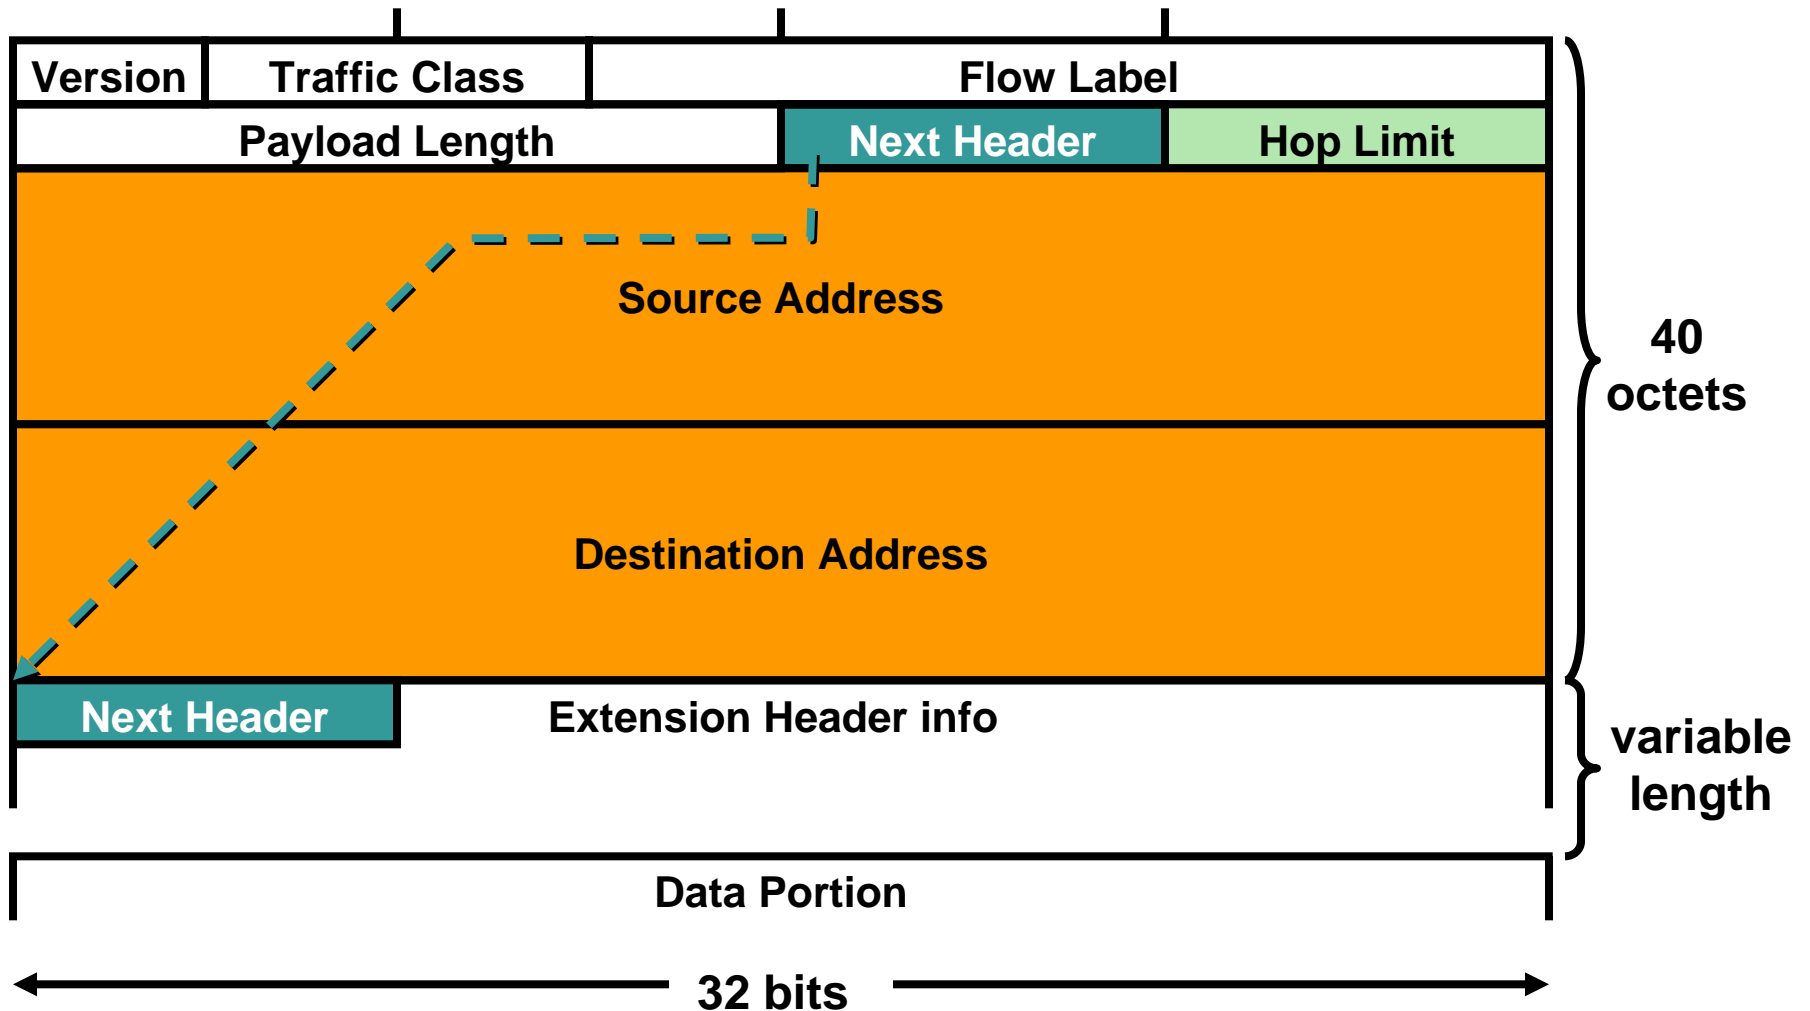 Version Traffic Class Flow Label
Payload Length Next Header Hop Limit
Source Address
40
octets
Destination Address
Next Header Extension Header info
variable
length
Data Portion
32 bits